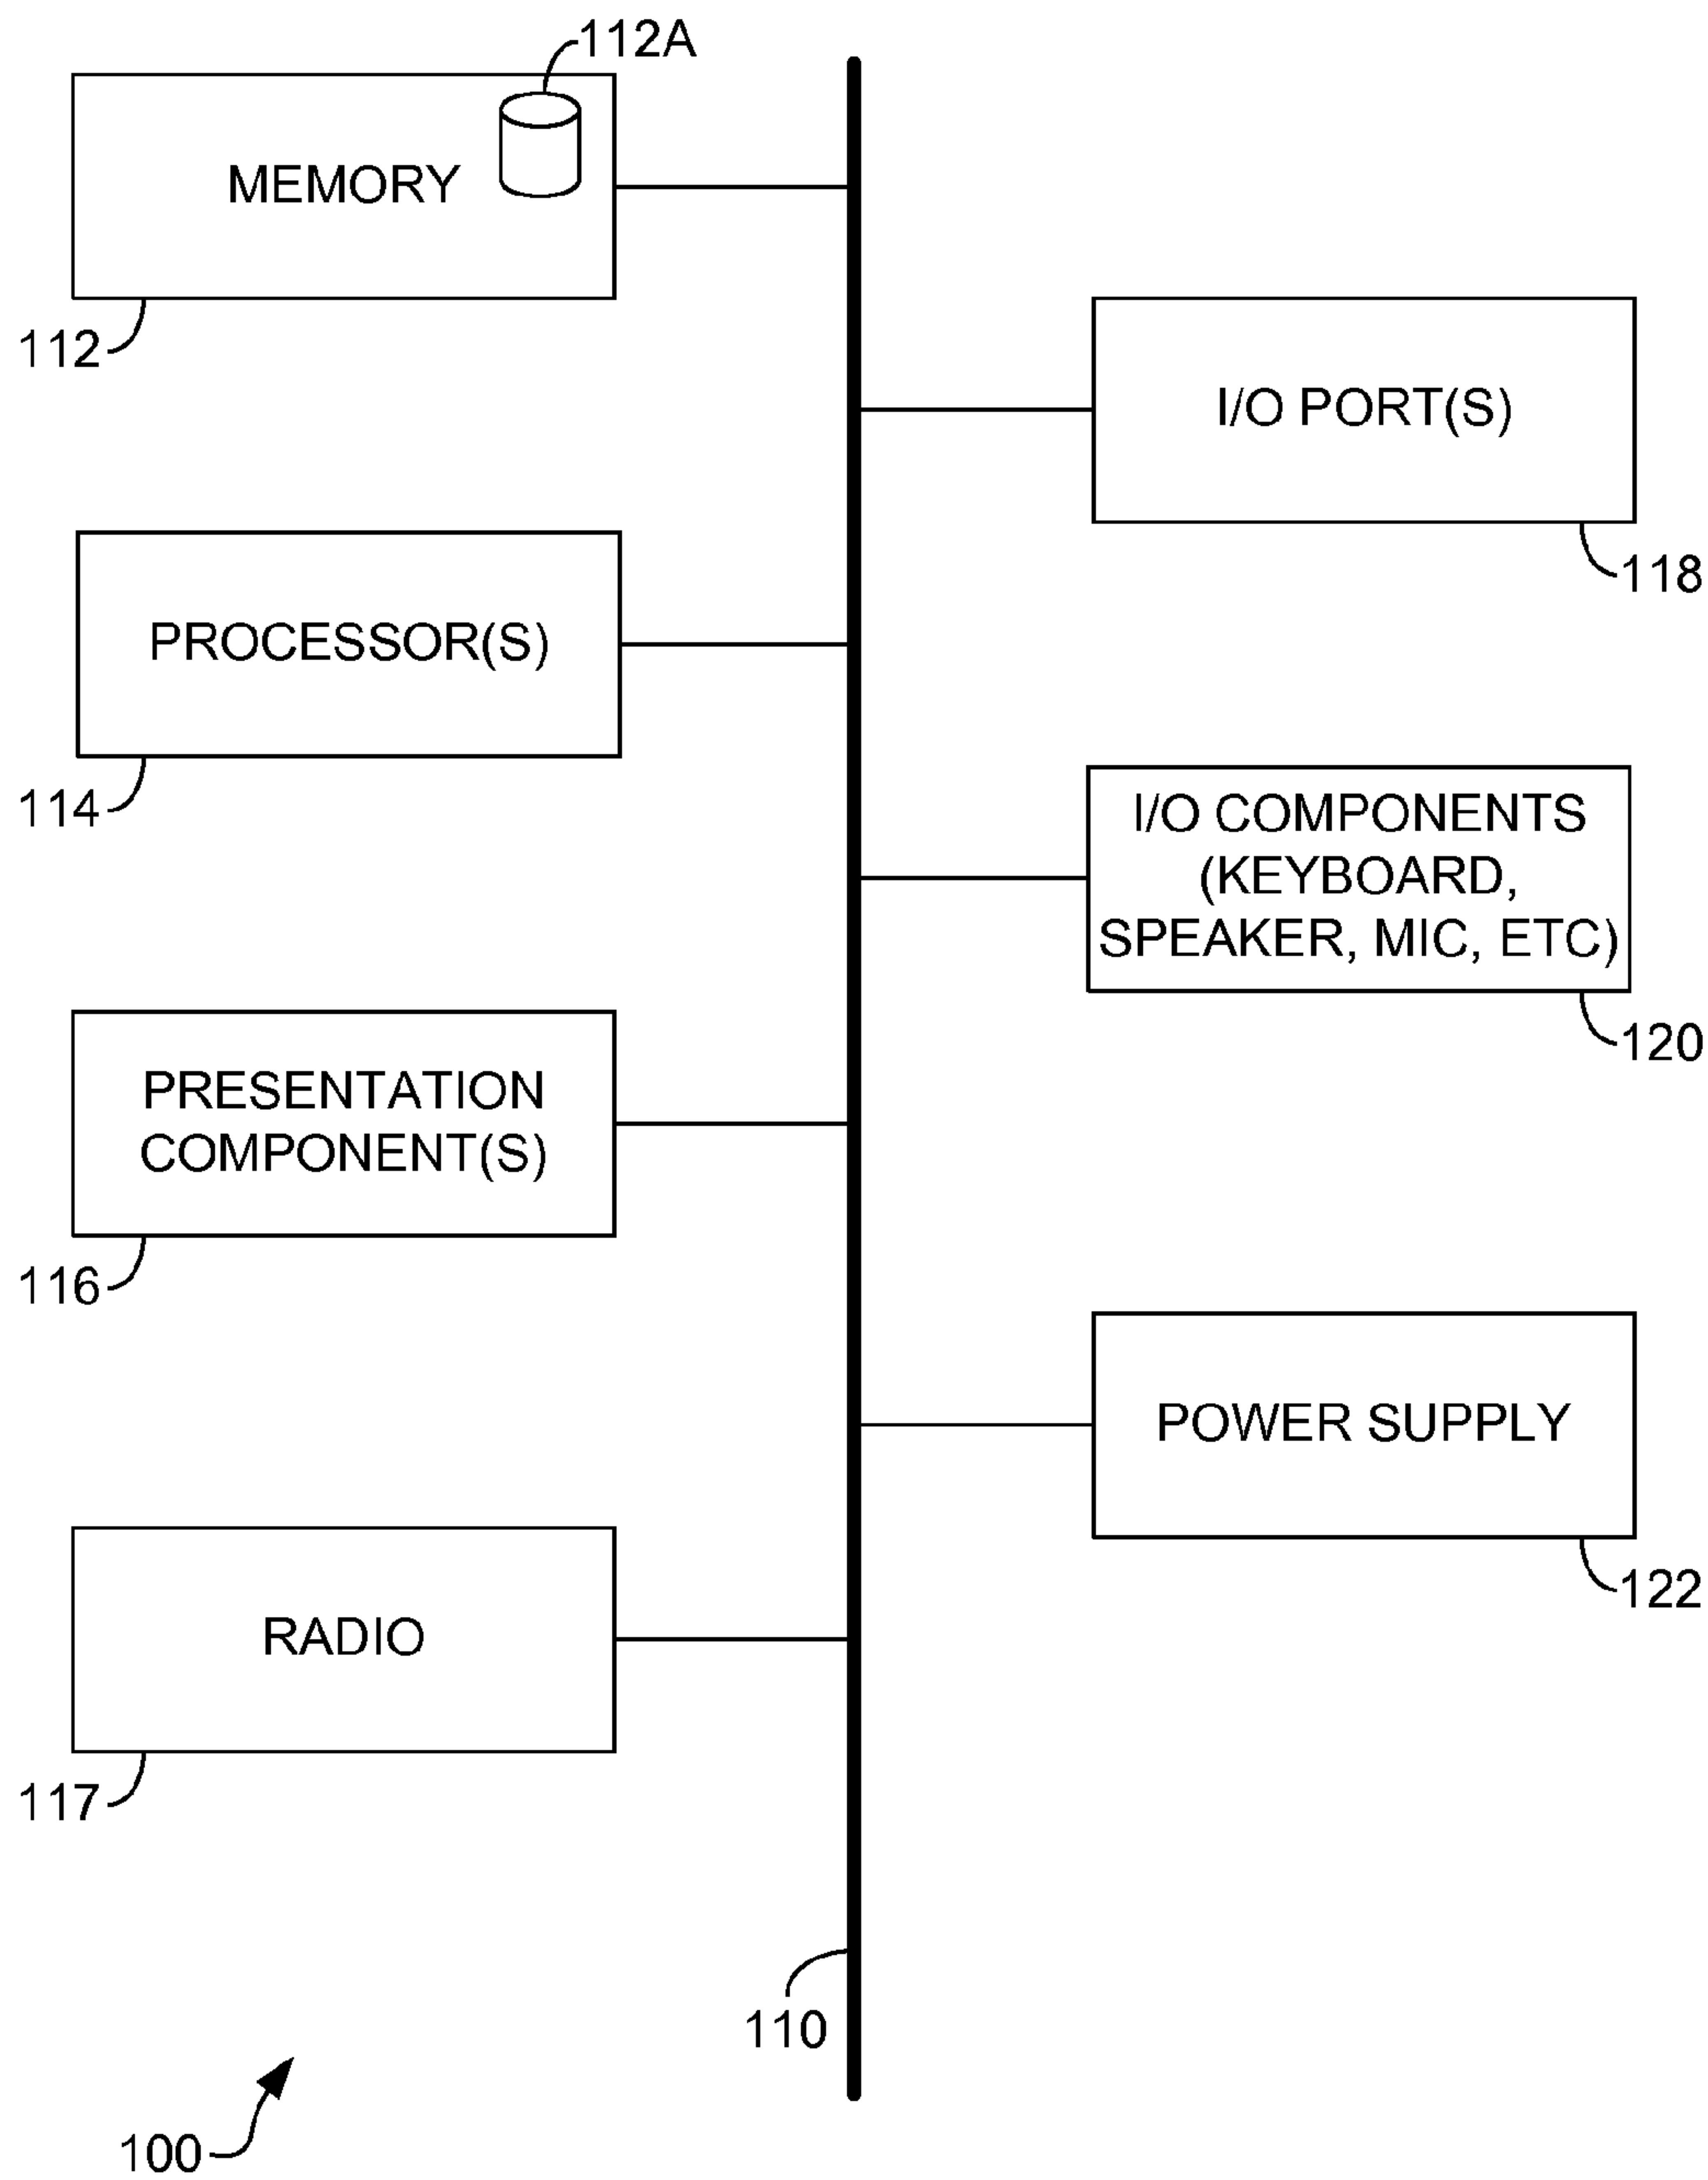 112A
MEMORY
112
I/O PORT(S)
118
PROCESSOR(S)
114
I/O COMPONENTS
(KEYBOARD,
SPEAKER, MIC, ETC)
120
PRESENTATION
COMPONENT(S)
116
POWER SUPPLY
122
RADIO
117
110
100